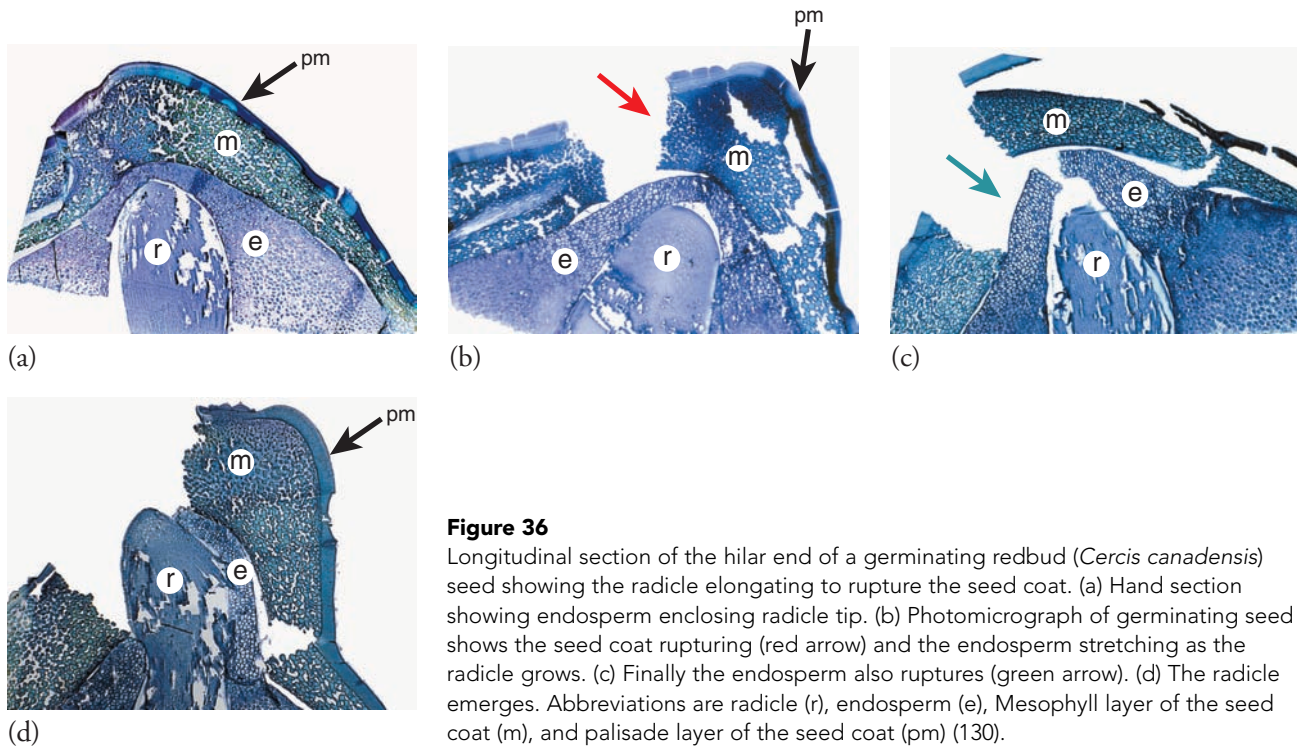 pm
pm
m
m
m
e
r
e
r
e
r
(a)
(b)
(c)
pm
m
r
e
(d)
Figure 36
Longitudinal section of the hilar end of a germinating redbud (Cercis canadensis)
seed showing the radicle elongating to rupture the seed coat. (a) Hand section
showing endosperm enclosing radicle tip. (b) Photomicrograph of germinating seed
shows the seed coat rupturing (red arrow) and the endosperm stretching as the
radicle grows. (c) Finally the endosperm also ruptures (green arrow). (d) The radicle
emerges. Abbreviations are radicle (r), endosperm (e), Mesophyll layer of the seed
coat (m), and palisade layer of the seed coat (pm) (130).